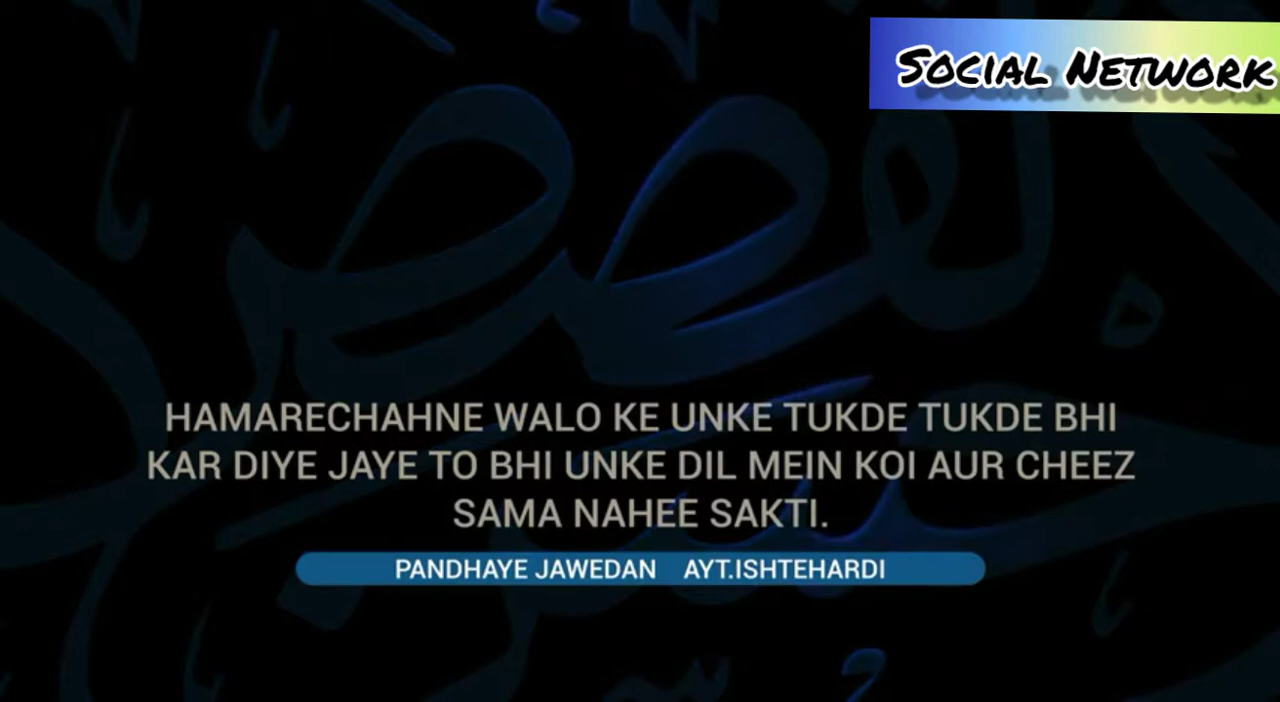 SOCIAL NETWORK
HAMARECHAHNE WALO KE UNKE TUKDE TUKDE BHI
KAR DIYE JAYE TO BHI UNKE DIL MEIN KOI AUR CHEEZ
SAMA NAHEE SAKTI.
PANDHAYE JAWEDAN AYT.ISHTEHARDI